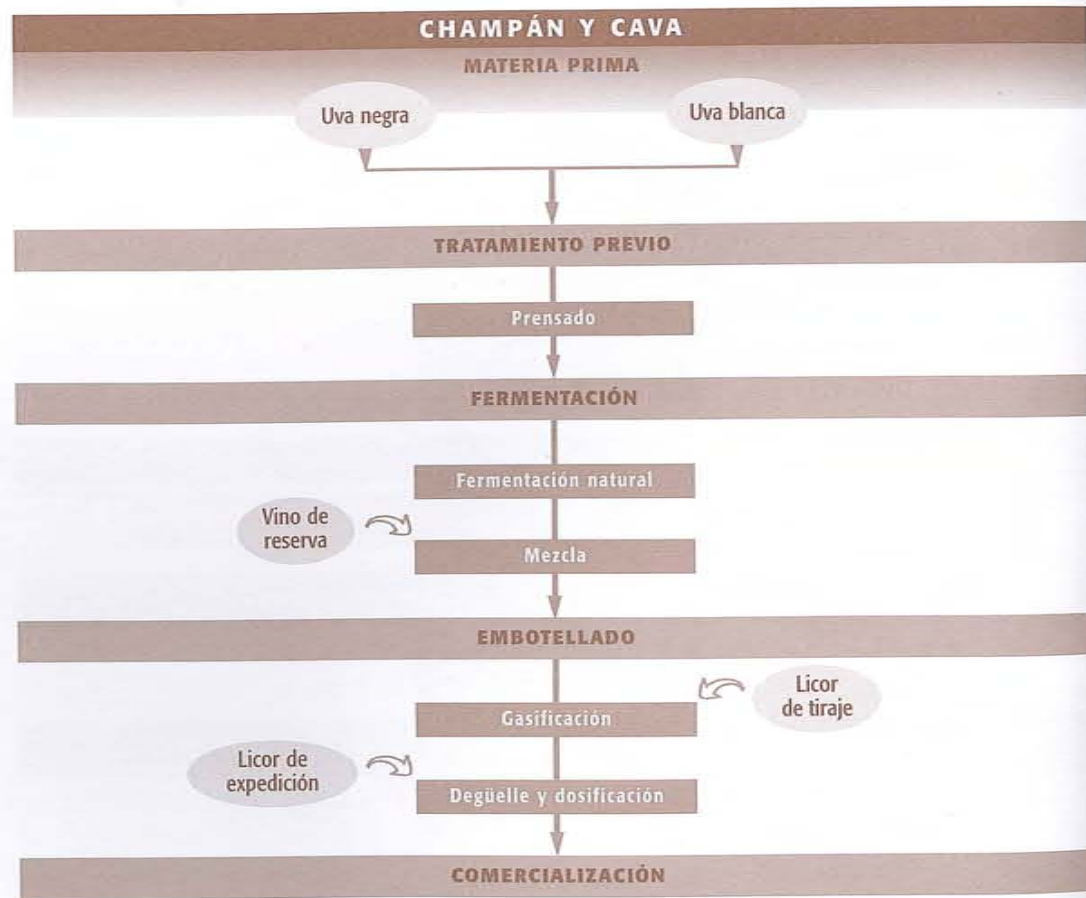 CHAMPÁN Y CAVA
MATERIA PRIMA
Uva negra
Uva blanca
TRATAMIENTO PREVIO
Prensado
FERMENTACIÓN
Fermentación natural
Vino de
reserva
Mezcla
EMBOTELLADO
Licor
de tiraje
Gasificación
Licor de
expedición
Degüelle y dosificación
COMERCIALIZACIÓN